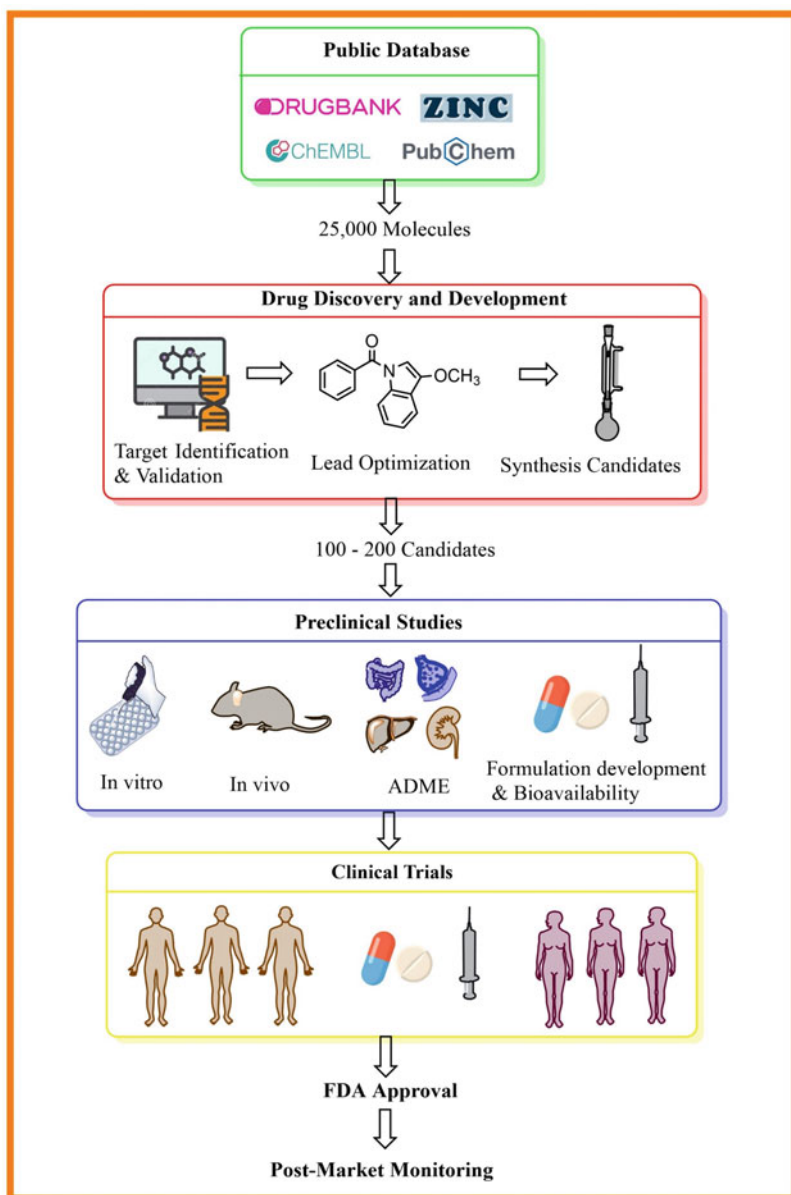 Public Database
DRUGBANK ZINC
ChEMBL PubChem
25,000 Molecules
Drug Discovery and Development
O
N
OCH3
Target Identification
& Validation
Lead Optimization
Synthesis Candidates
100 - 200 Candidates
Preclinical Studies
In vitro
In vivo
ADME
Formulation development
& Bioavailability
Clinical Trials
FDA Approval
Post-Market Monitoring